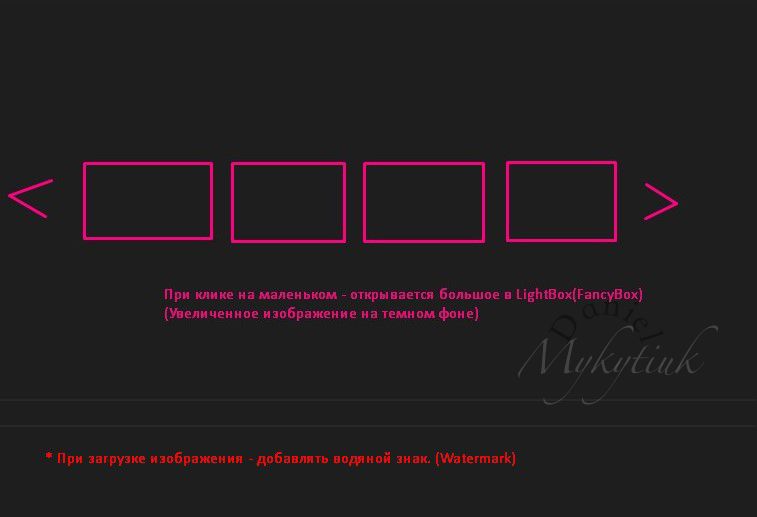 При клике на маленьком - открывается большое в LightBox(FancyBox)
(Увеличенное изображение на темном фоне)
Daniel
Mykytiuk
* При загрузке изображения - добавлять водяной знак. (Watermark)